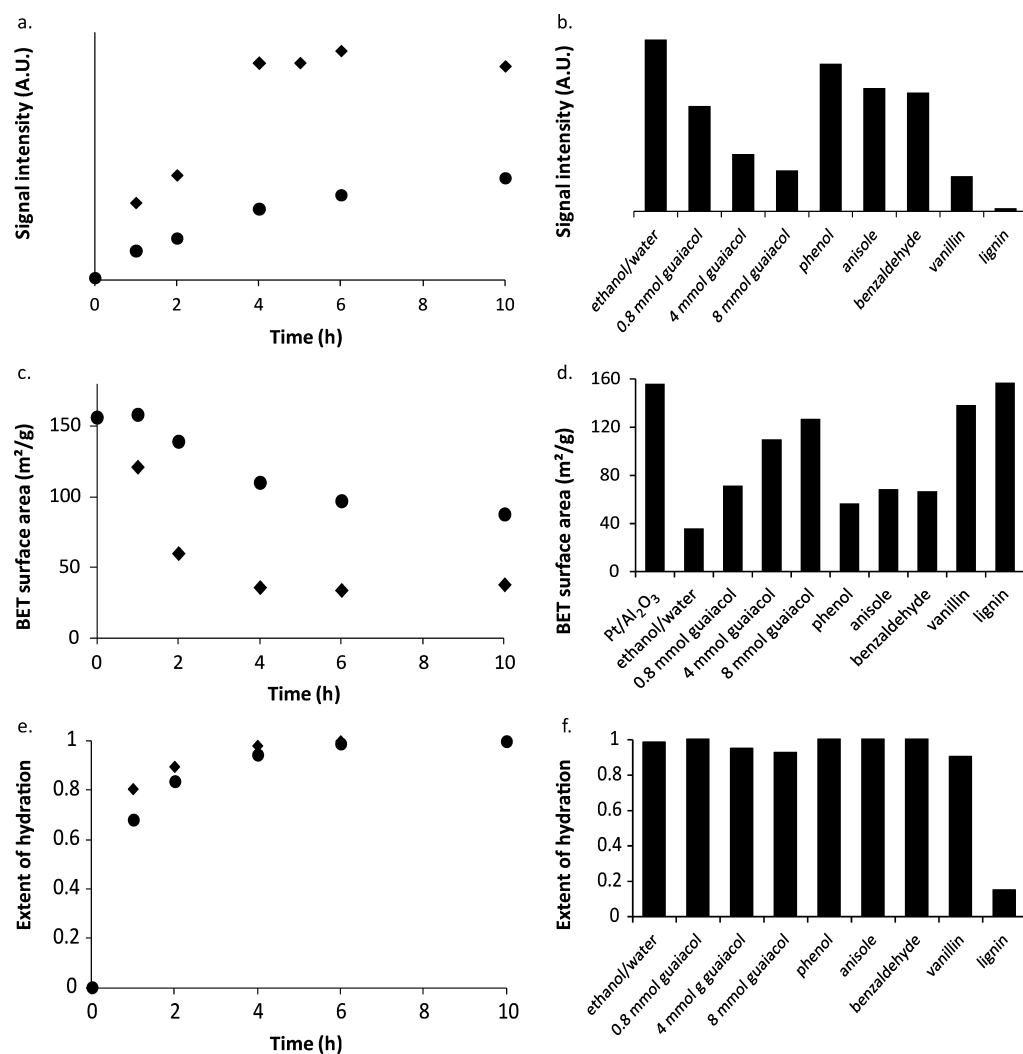 a.
Signal intensity (A.U.)
0
2
4
6
8
10
Time (h)
b.
Signal intensity (A.U.)
ethanol/water
0.8 mmol guaiacol
4 mmol guaiacol
8 mmol guaiacol
phenol
anisole
benzaldehyde
vanillin
lignin
c.
BET surface area (m²/g)
150
100
50
0
0
2
4
6
8
10
Time (h)
d.
BET surface area (m²/g)
160
120
80
40
0
Pt/Al₂O₃
ethanol/water
0.8 mmol guaiacol
4 mmol guaiacol
8 mmol guaiacol
phenol
anisole
benzaldehyde
vanillin
lignin
e.
Extent of hydration
1
0.8
0.6
0.4
0.2
0
0
2
4
6
8
10
Time (h)
f.
Extent of hydration
1
0.8
0.6
0.4
0.2
0
ethanol/water
0.8 mmol guaiacol
4 mmol g guaiacol
8 mmol guaiacol
phenol
anisole
benzaldehyde
vanillin
lignin